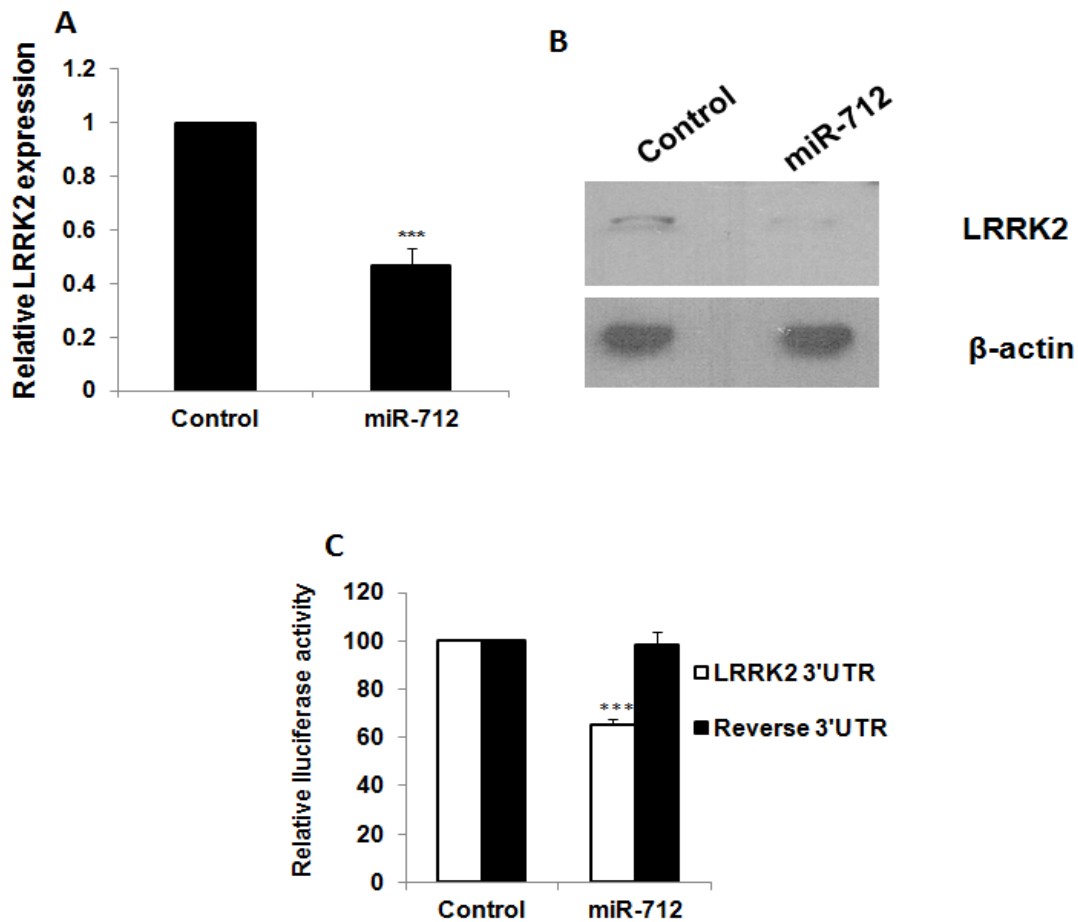 A
Relative LRRK2 expression
1.2
1
0.8
0.6
0.4
0.2
0
***
Control
miR-712
B
Control
miR-712
LRRK2
β-actin
C
Relative lluciferase activity
120
100
80
60
40
20
0
***
LRRK2 3'UTR
Reverse 3'UTR
Control
miR-712